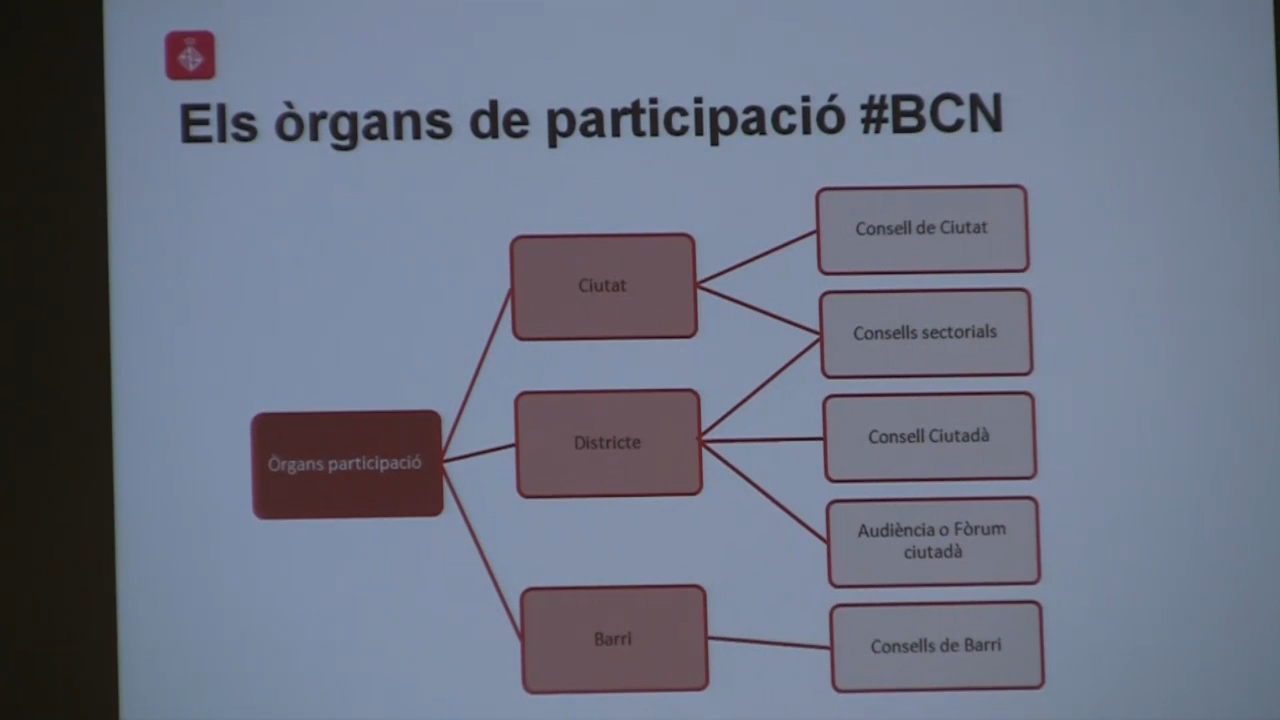 Els òrgans de participació #BCN
Consell de Ciutat
Ciutat
Consells sectorials
Districte
Consell Ciutadà
Òrgans participació
Audiència o Fòrum
ciutadà
Barri
Consells de Barri